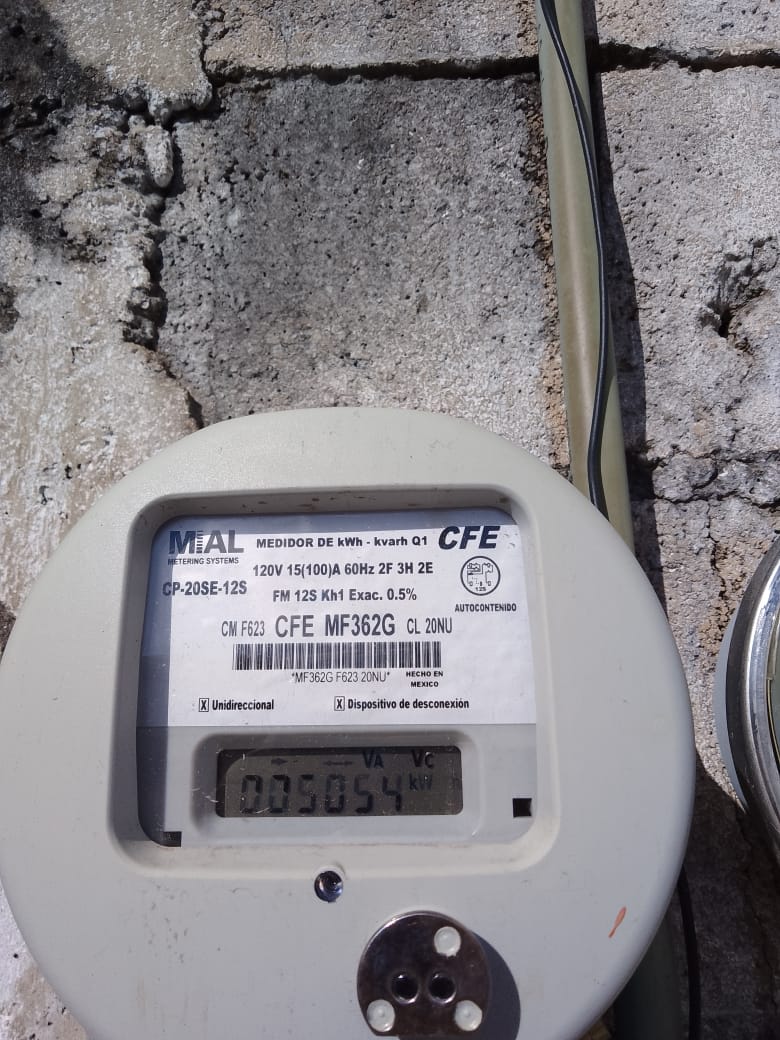 MIAL
METERING SYSTEMS
MEDIDOR DE kWh - kvarh Q1
CFE
120V 15(100)A 60Hz 2F 3H 2E
CP-20SE-12S
FM 12S Kh1 Exac. 0.5%
12S
AUTOCONTENIDO
CM F623 CFE MF362G CL 20NU
*MF362G F623 20NU*
HECHO EN
MEXICO
X Unidireccional
X Dispositivo de desconexión
VA VC
005054 kW h